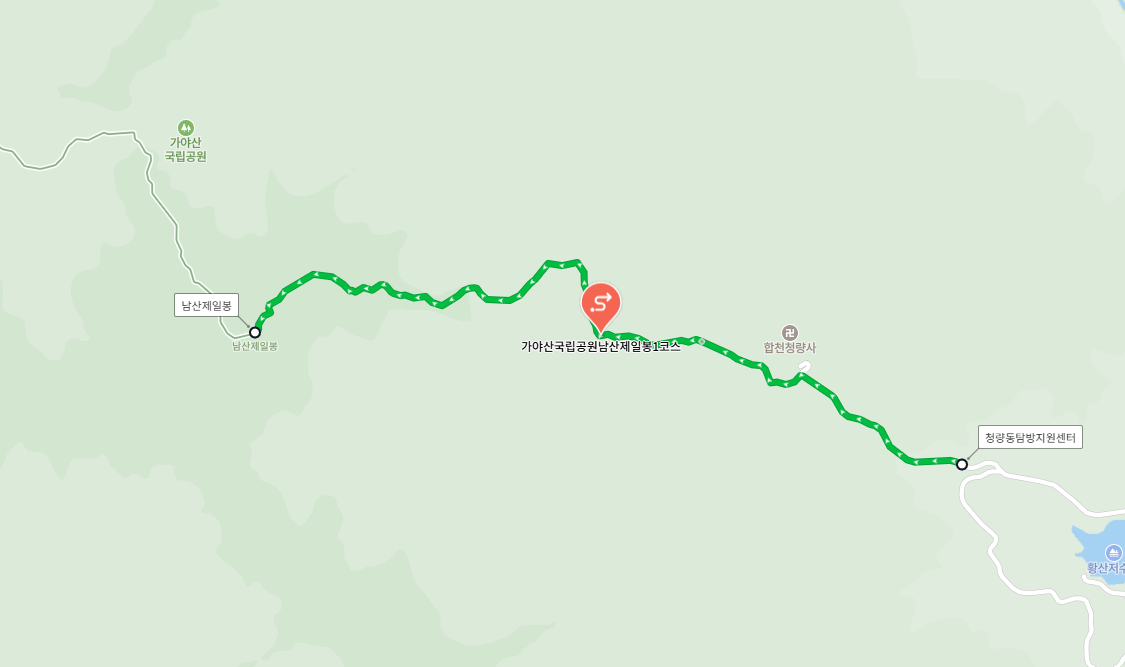 가야산
국립공원
남산제일봉
남산제일봉
가야산국립공원남산제일봉1코스
합천청량사
청량동탐방지원센터
황산저수